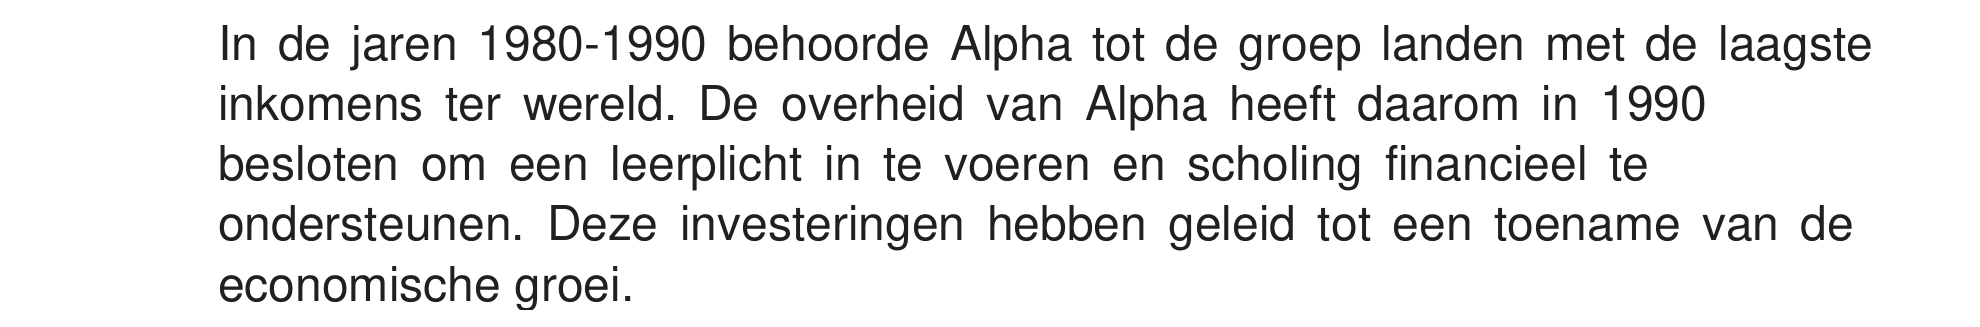 In de jaren 1980-1990 behoorde Alpha tot de groep landen met de laagste
inkomens ter wereld. De overheid van Alpha heeft daarom in 1990
besloten om een leerplicht in te voeren en scholing financieel te
ondersteunen. Deze investeringen hebben geleid tot een toename van de
economische groei.